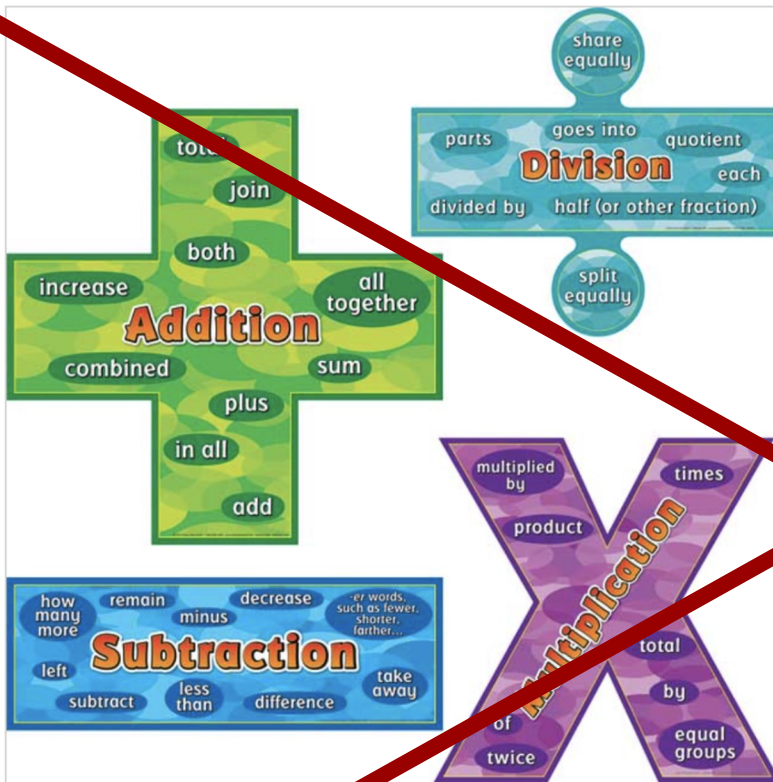 share
equally
parts
goes into
quotient
Division
each
divided by
half (or other fraction)
split
equally
total
join
both
increase
all
together
Addition
combined
sum
plus
in all
add
multiplied
by
times
product
Multiplication
total
by
of
twice
equal
groups
how
many
more
remain
minus
decrease
-er words,
such as fewer,
shorter,
farther...
Subtraction
left
subtract
less
than
difference
take
away